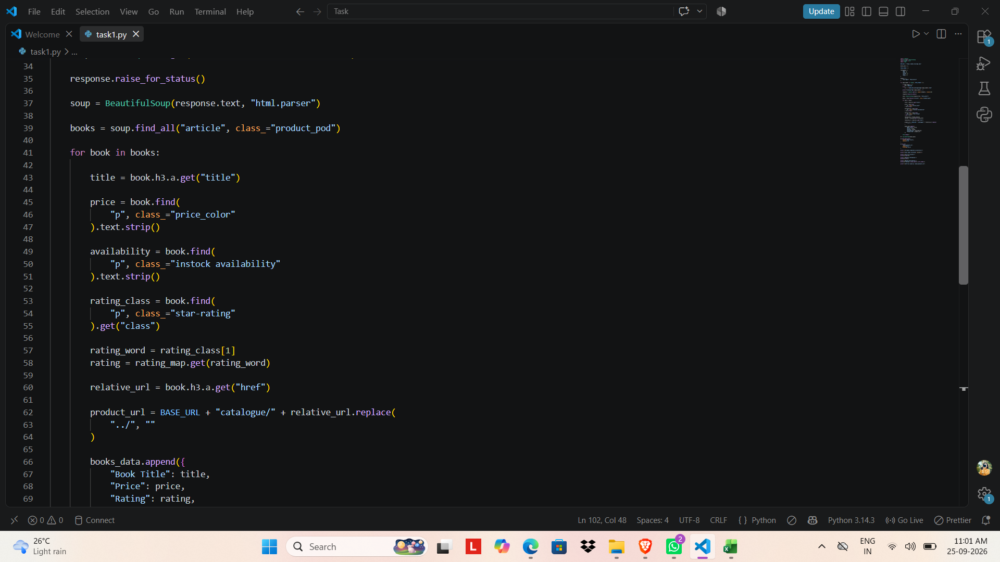 File Edit Selection View Go Run Terminal Help
Task
Update
Welcome
task1.py
task1.py > ...
34
35 response.raise_for_status()
36
37 soup = BeautifulSoup(response.text, "html.parser")
38
39 books = soup.find_all("article", class_="product_pod")
40
41 for book in books:
42
43 title = book.h3.a.get("title")
44
45 price = book.find(
46 "p", class_="price_color"
47 ).text.strip()
48
49 availability = book.find(
50 "p", class_="instock availability"
51 ).text.strip()
52
53 rating_class = book.find(
54 "p", class_="star-rating"
55 ).get("class")
56
57 rating_word = rating_class[1]
58 rating = rating_map.get(rating_word)
59
60 relative_url = book.h3.a.get("href")
61
62 product_url = BASE_URL + "catalogue/" + relative_url.replace(
63 "../", ""
64 )
65
66 books_data.append({
67 "Book Title": title,
68 "Price": price,
69 "Rating": rating,
1
1
0 0 Connect
Ln 102, Col 48 Spaces: 4 UTF-8 CRLF { } Python Python 3.14.3 Go Live Prettier
26°C
Light rain
Search
L
2
ENG
IN
11:01 AM
25-09-2026